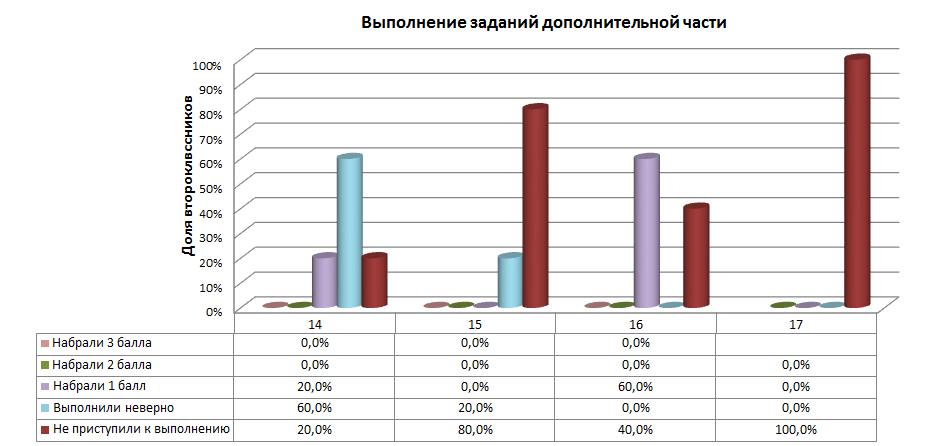 Выполнение заданий дополнительной части
Доля второклвссников
100%
90%
80%
70%
60%
50%
40%
30%
20%
10%
0%
14 15 16 17
Набрали 3 балла 0,0% 0,0% 0,0%
Набрали 2 балла 0,0% 0,0% 0,0% 0,0%
Набрали 1 балл 20,0% 0,0% 60,0% 0,0%
Выполнили неверно 60,0% 20,0% 0,0% 0,0%
Не приступили к выполнению 20,0% 80,0% 40,0% 100,0%